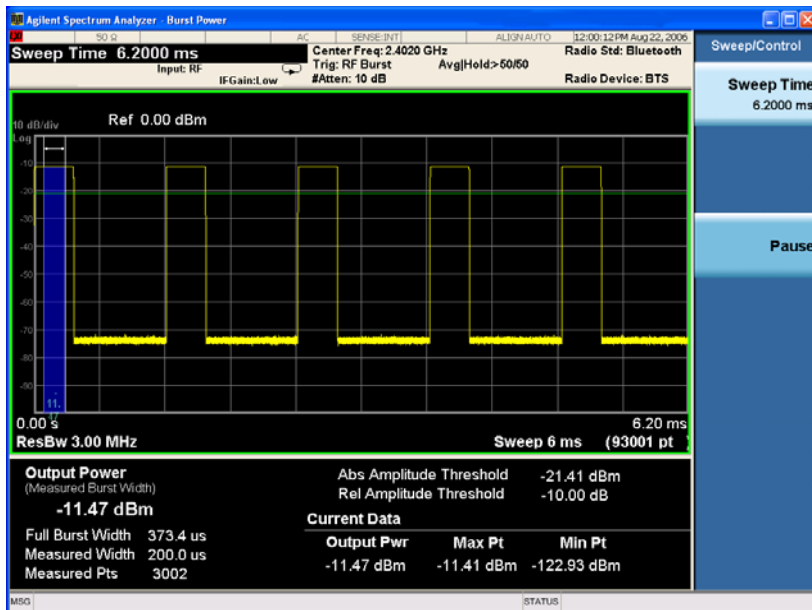 Agilent Spectrum Analyzer - Burst Power
50 Ω AC SENSE:INT ALIGN AUTO 12:00:12 PM Aug 22, 2006
Sweep Time 6.2000 ms
Input: RF
IFGain:Low
Center Freq: 2.4020 GHz
Trig: RF Burst Avg|Hold:>50/50
#Atten: 10 dB
Radio Std: Bluetooth
Radio Device: BTS
Sweep/Control
Sweep Time
6.2000 ms
Pause
10 dB/div
Log
Ref 0.00 dBm
-10
-20
-30
-40
-50
-60
-70
-80
-90
-
11.
47
0.00 s 6.20 ms
ResBw 3.00 MHz Sweep 6 ms (93001 pt
Output Power
(Measured Burst Width)
-11.47 dBm
Full Burst Width 373.4 us
Measured Width 200.0 us
Measured Pts 3002
Abs Amplitude Threshold -21.41 dBm
Rel Amplitude Threshold -10.00 dB
Current Data
Output Pwr Max Pt Min Pt
-11.47 dBm -11.41 dBm -122.93 dBm
MSG STATUS